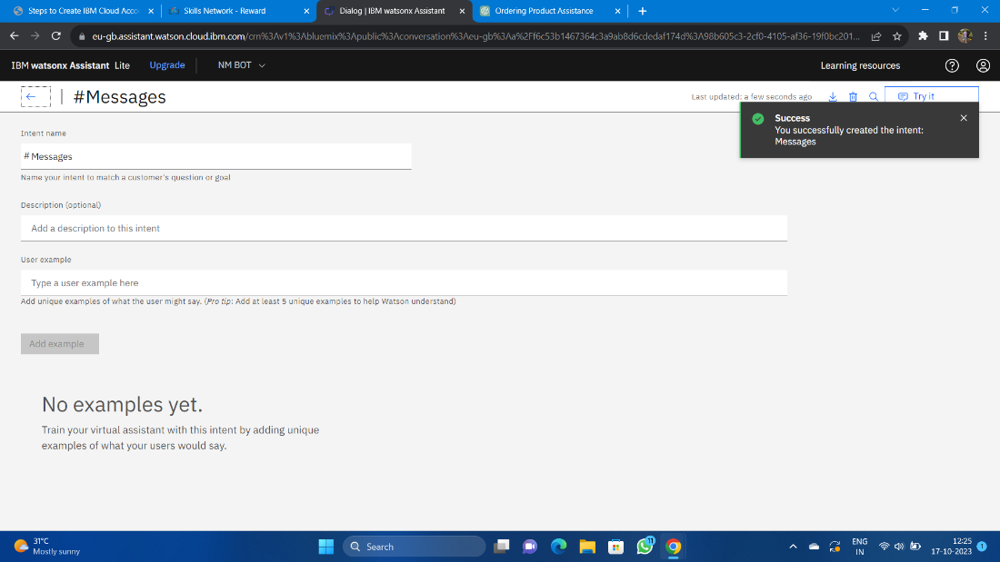 Steps to Create IBM Cloud Acco
Skills Network - Reward
Dialog | IBM watsonx Assistant
Ordering Product Assistance
eu-gb.assistant.watson.cloud.ibm.com/crn%3Av1%3Abluemix%3Apublic%3Aconversation%3Aeu-gb%3Aa%2Ff6c53b1467364c3a9ab8d6cdedaf174d%3A98b605c3-2cf0-4105-af36-19f0bc201...
IBM watsonx Assistant Lite
Upgrade
NM BOT
Learning resources
#Messages
Last updated: a few seconds ago
Try it
Success
You successfully created the intent:
Messages
Intent name
# Messages
Name your intent to match a customer's question or goal
Description (optional)
Add a description to this intent
User example
Type a user example here
Add unique examples of what the user might say. (Pro tip: Add at least 5 unique examples to help Watson understand)
Add example
No examples yet.
Train your virtual assistant with this intent by adding unique
examples of what your users would say.
31°C
Mostly sunny
Search
11
ENG
IN
12:25
17-10-2023
1